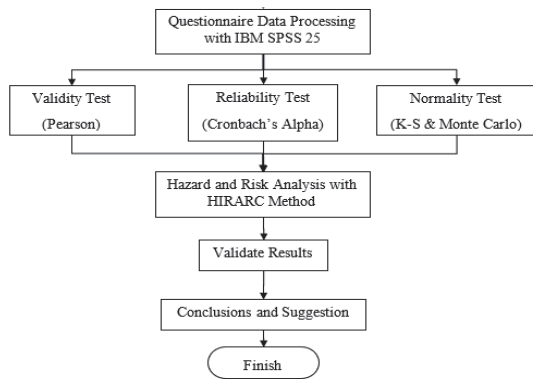 Questionnaire Data Processing
with IBM SPSS 25
Validity Test
(Pearson)
Reliability Test
(Cronbach's Alpha)
Normality Test
(K-S & Monte Carlo)
Hazard and Risk Analysis with
HIRARC Method
Validate Results
Conclusions and Suggestion
Finish